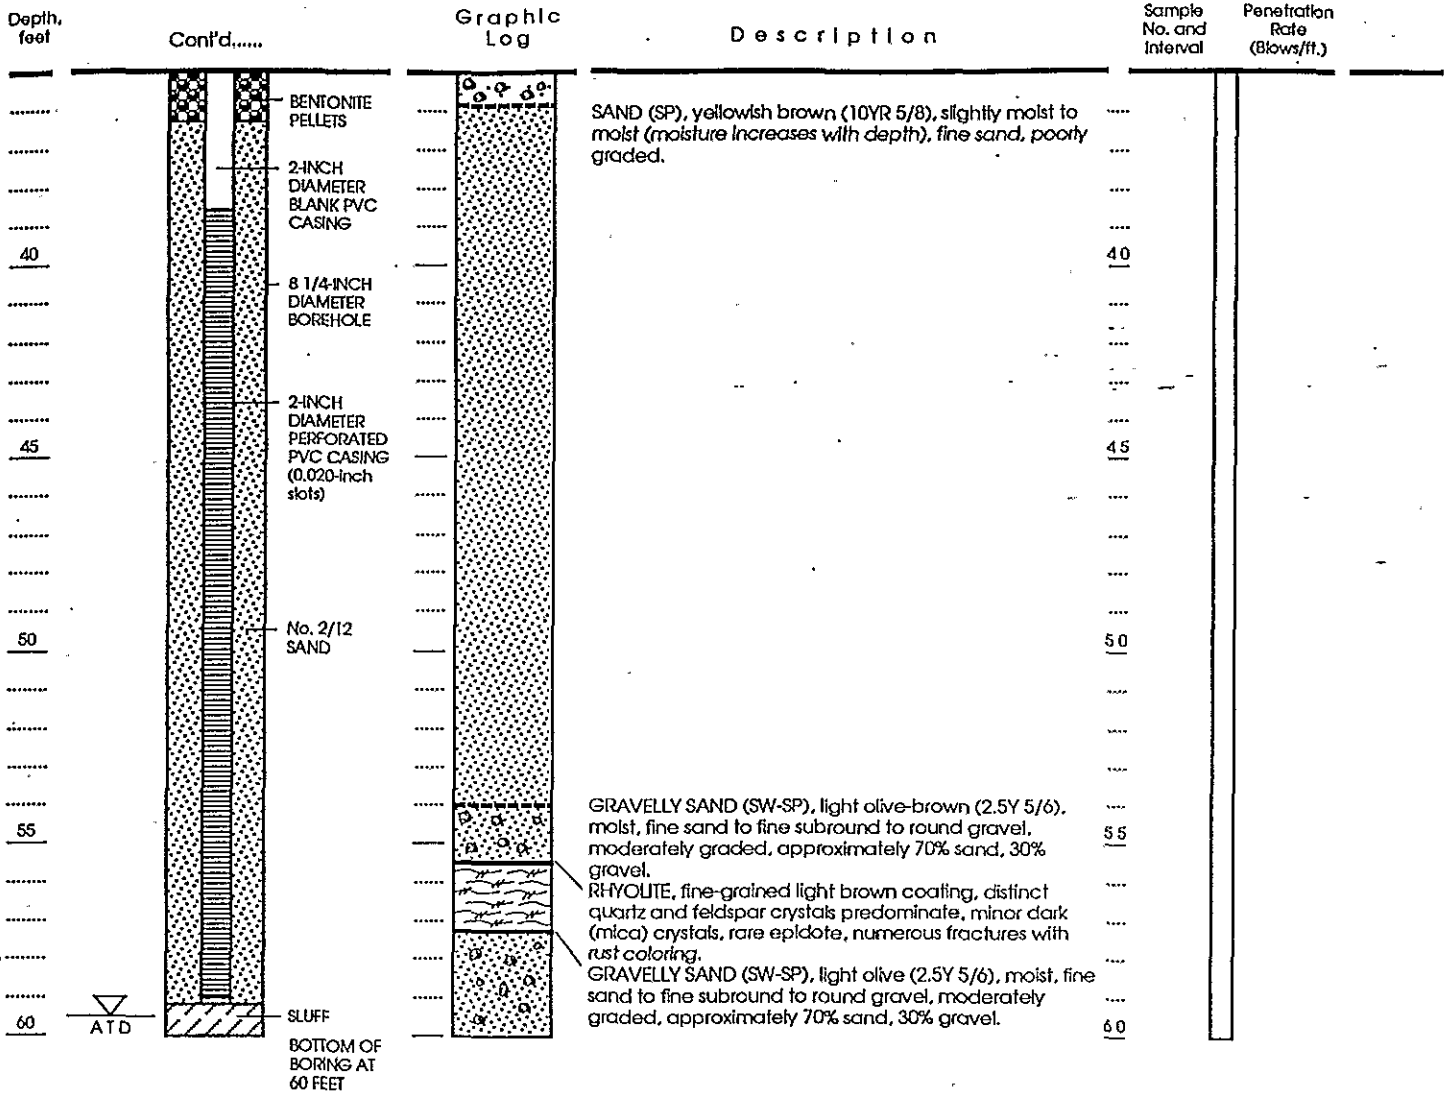 Depth,
feet
Cont'd......
Graphic
Log
Description
Sample
No. and
Interval
Penetration
Rate
(Blows/ft.)
BENTONITE
PELLETS
2-INCH
DIAMETER
BLANK PVC
CASING
8 1/4-INCH
DIAMETER
BOREHOLE
2-INCH
DIAMETER
PERFORATED
PVC CASING
(0.020-inch
slots)
No. 2/12
SAND
SLUFF
BOTTOM OF
BORING AT
60 FEET
40
45
50
55
60
ATD
SAND (SP), yellowish brown (10YR 5/8), slightly moist to
moist (moisture increases with depth), fine sand, poorly
graded.
GRAVELLY SAND (SW-SP), light olive-brown (2.5Y 5/6),
moist, fine sand to fine subround to round gravel,
moderately graded, approximately 70% sand, 30%
gravel.
RHYOLITE, fine-grained light brown coating, distinct
quartz and feldspar crystals predominate, minor dark
(mica) crystals, rare epidote, numerous fractures with
rust coloring.
GRAVELLY SAND (SW-SP), light olive (2.5Y 5/6), moist, fine
sand to fine subround to round gravel, moderately
graded, approximately 70% sand, 30% gravel.
40
45
50
55
60